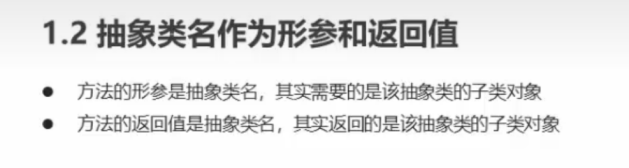 1.2 抽象类名作为形参和返回值
● 方法的形参是抽象类名，其实需要的是该抽象类的子类对象
● 方法的返回值是抽象类名，其实返回的是该抽象类的子类对象